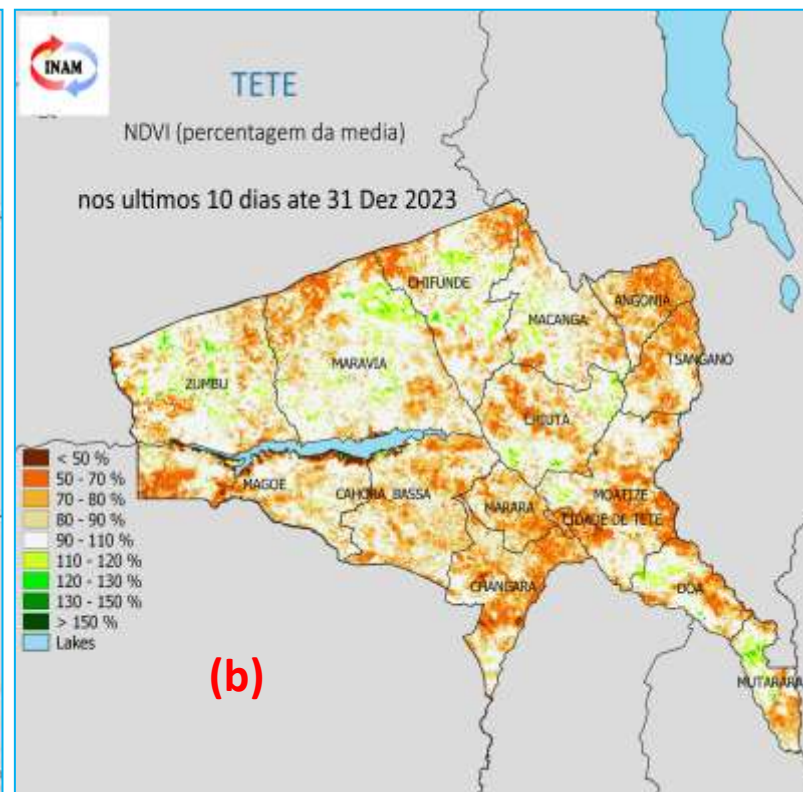 INAM
TETE
NDVI (percentagem da media)
nos ultimos 10 dias ate 31 Dez 2023
CHIFUNDE
ANGONIA
MACANGA
TSANGANO
MARAVIA
ZUMBU
CHIUTA
MAGOE
CAHORA_BASSA
MARARA
MOATIZE
CIDADE DE TETE
CHANGARA
DOA
MUTARARA
< 50 %
50 - 70 %
70 - 80 %
80 - 90 %
90 - 110 %
110 - 120 %
120 - 130 %
130 - 150 %
> 150 %
Lakes
(b)